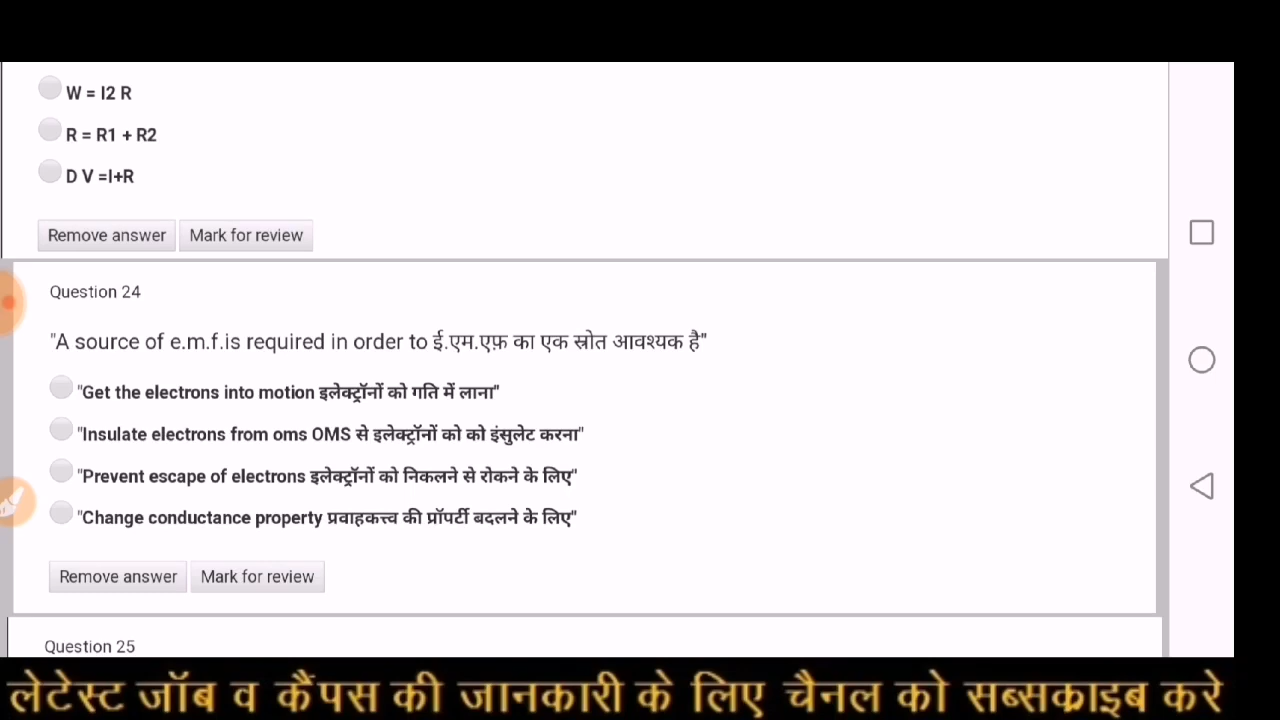 W = I2 R
R = R1 + R2
D V =I+R
Remove answer Mark for review
Question 24
"A source of e.m.f.is required in order to ई.एम.एफ़ का एक स्रोत आवश्यक है"
"Get the electrons into motion इलेक्ट्रॉनों को गति में लाना"
"Insulate electrons from oms OMS से इलेक्ट्रॉनों को को इंसुलेट करना"
"Prevent escape of electrons इलेक्ट्रॉनों को निकलने से रोकने के लिए"
"Change conductance property प्रवाहकत्त्व की प्रॉपर्टी बदलने के लिए"
Remove answer Mark for review
Question 25
लेटेस्ट जॉब व कैंपस की जानकारी के लिए चैनल को सब्सक्राइब करे